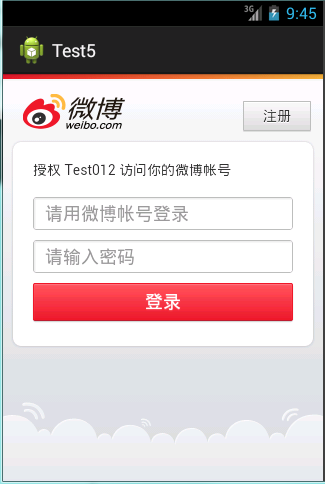 3G 9:45
Test5
微博
weibo.com
注册
授权 Test012 访问你的微博帐号
请用微博帐号登录
请输入密码
登录